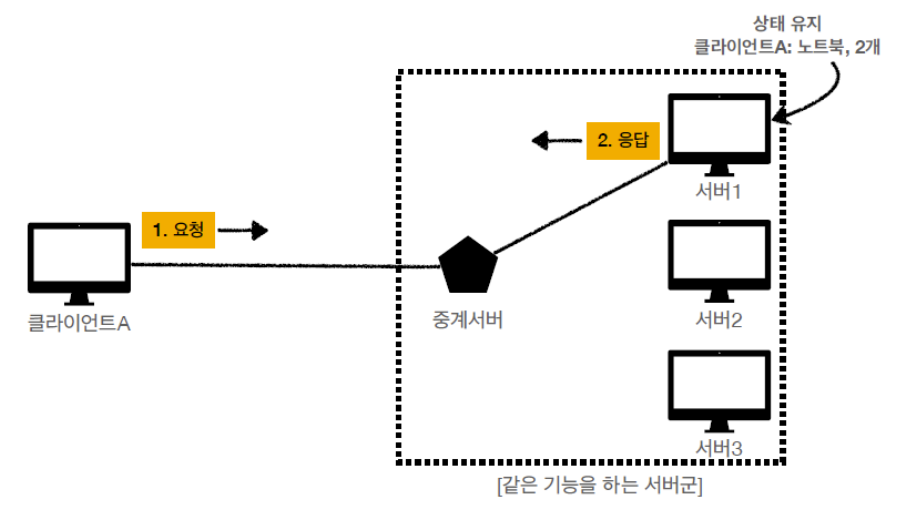 상태 유지
클라이언트A: 노트북, 2개
2. 응답
서버1
1. 요청
클라이언트A
중계서버
서버2
서버3
[같은 기능을 하는 서버군]